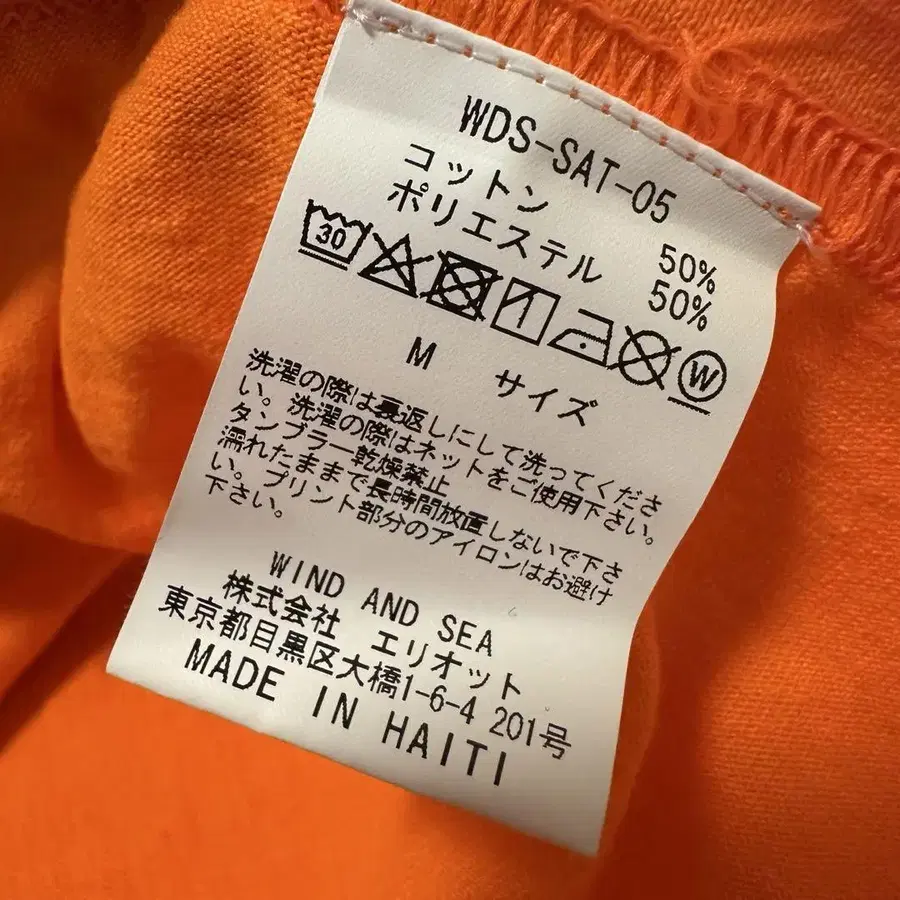 WDS-SAT-05
コットン 50%
ポリエステル 50%
30 W
M サイズ
洗濯の際は裏返しにして洗ってくださ
い。洗濯の際はネットをご使用下さい。
タンブラー乾燥禁止
濡れたままで長時間放置しないで下さ
い。プリント部分のアイロンはお避け
下さい。
WIND AND SEA
株式会社 エリオット
東京都目黒区大橋1-6-4 201号
MADE IN HAITI